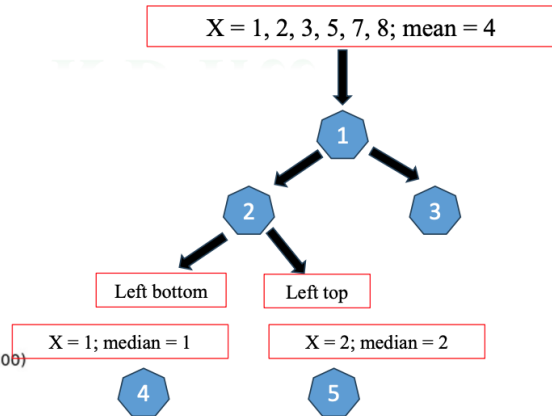 X = 1, 2, 3, 5, 7, 8; mean = 4
1
2
3
Left bottom
Left top
X = 1; median = 1
X = 2; median = 2
00)
4
5